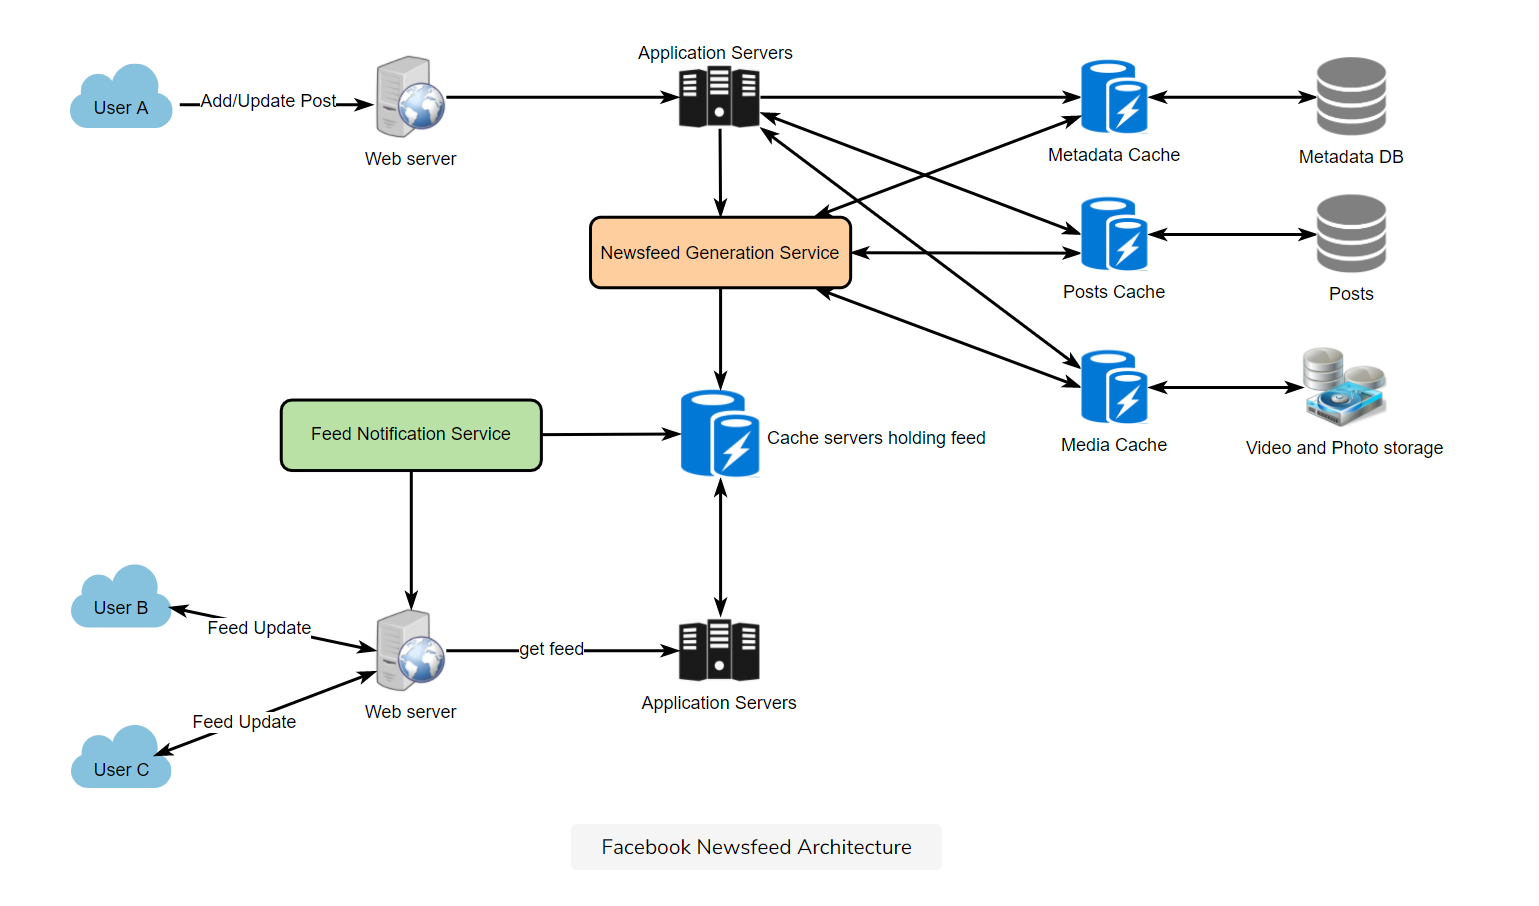 Application Servers
User A
Add/Update Post
Web server
Metadata Cache
Metadata DB
Newsfeed Generation Service
Posts Cache
Posts
Feed Notification Service
Cache servers holding feed
Media Cache
Video and Photo storage
User B
Feed Update
get feed
Web server
Application Servers
Feed Update
User C
Facebook Newsfeed Architecture